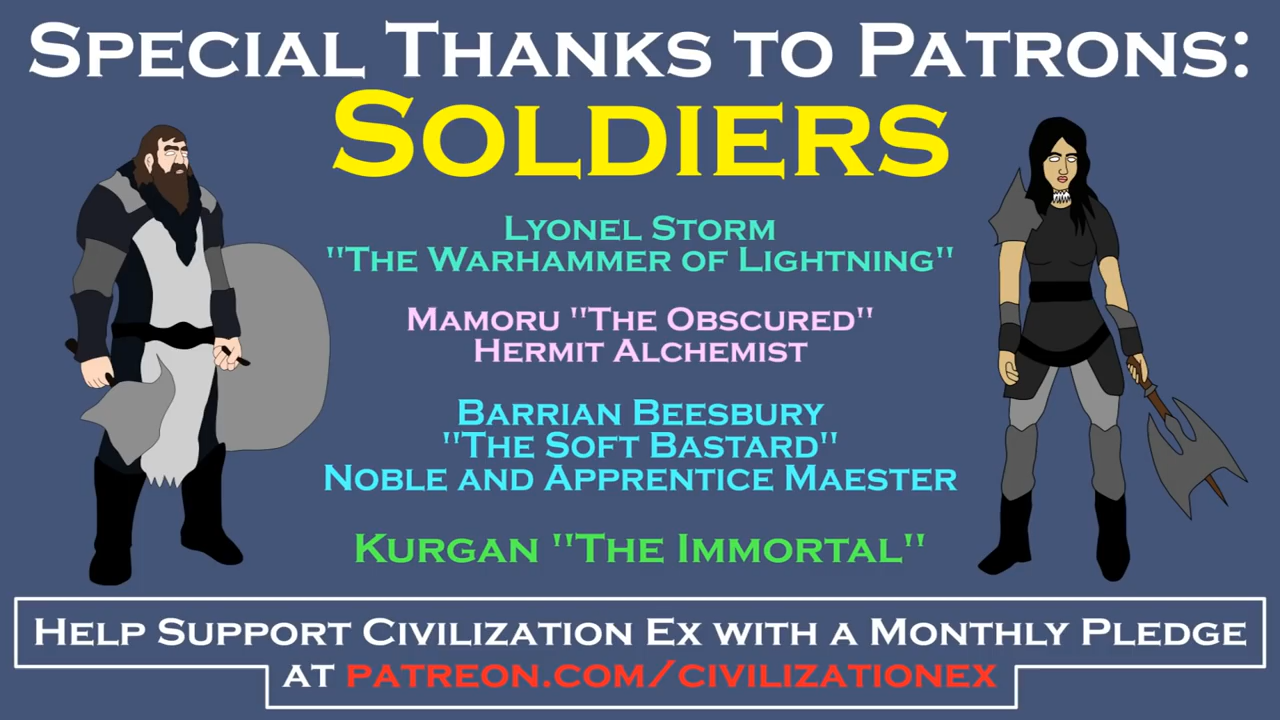 Special Thanks to Patrons:
Soldiers
Lyonel Storm
"The Warhammer of Lightning"
Mamoru "The Obscured"
Hermit Alchemist
Barrian Beesbury
"The Soft Bastard"
Noble and Apprentice Maester
Kurgan "The Immortal"
Help Support Civilization Ex with a Monthly Pledge
at patreon.com/civilizationex